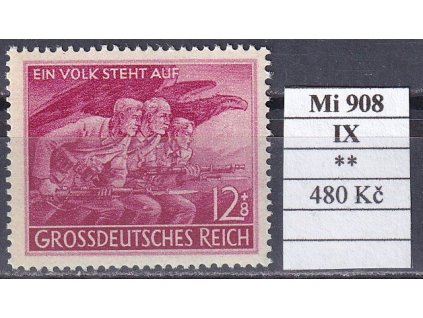 EIN VOLK STEHT AUF
12+8
GROSSDEUTSCHES REICH
Mi 908
IX
**
480 Kč